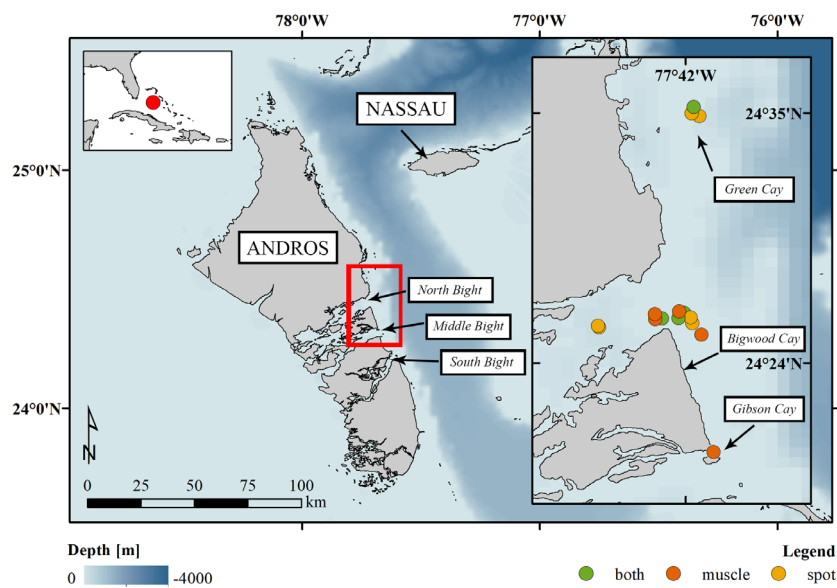 78°0'W 77°0'W 76°0'W
77°42'W
NASSAU
24°35'N
25°0'N
Green Cay
ANDROS
North Bight
Middle Bight
Bigwood Cay
South Bight
24°24'N
24°0'N
Gibson Cay
N
0 25 50 75 100
km
Depth [m]
Legend
0 -4000
both muscle spot